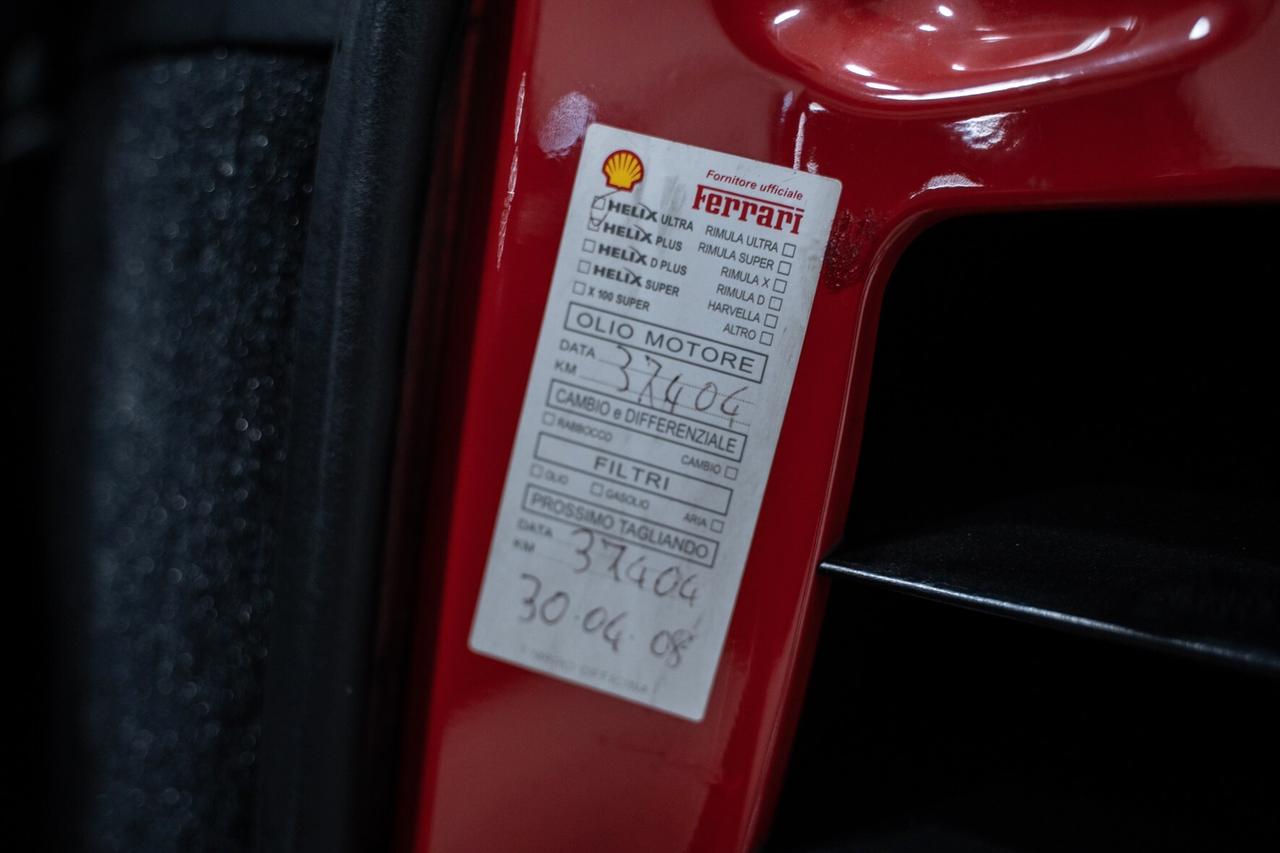 Fornitore ufficiale
Ferrari
HELIX ULTRA RIMULA ULTRA
HELIX PLUS RIMULA SUPER
HELIX D PLUS RIMULA X
HELIX SUPER RIMULA D
X 100 SUPER HARVELLA
ALTRO
OLIO MOTORE
DATA
KM 37404
CAMBIO e DIFFERENZIALE
RABBOCCO CAMBIO
FILTRI
OLIO GASOLIO ARIA
PROSSIMO TAGLIANDO
DATA
KM 37404
30.04.08